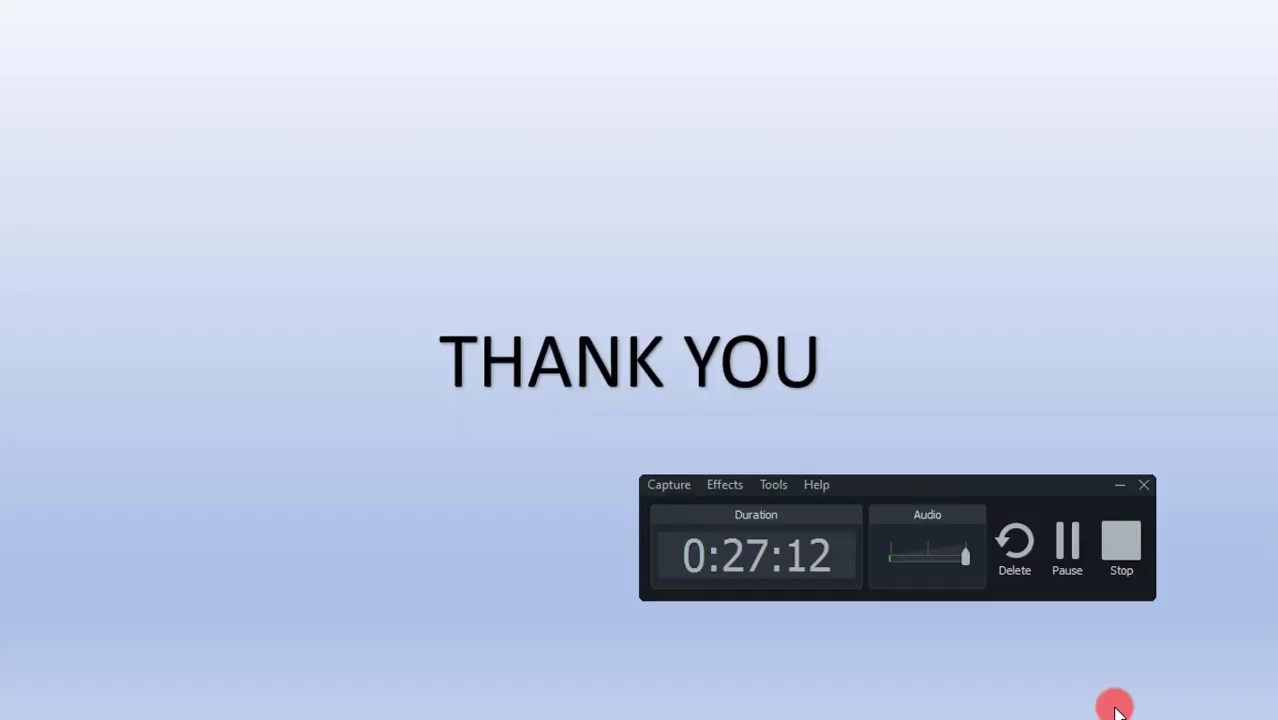 THANK YOU
Capture Effects Tools Help
Duration Audio
0:27:12
Delete Pause Stop